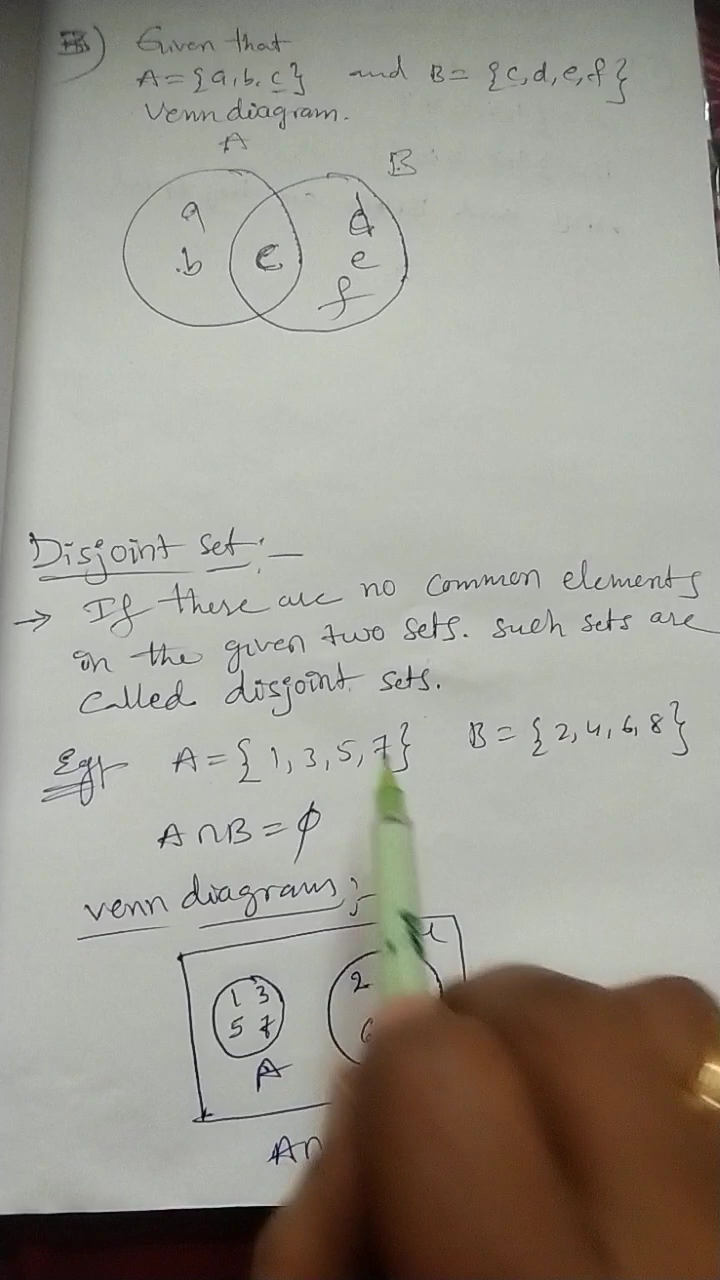 Given that
A = {a, b, c} and B = {c, d, e, f}
Venn diagram.
A
B
a
d
b
c
e
f
Disjoint set :-
→ If these are no common elements
in the given two sets. such sets are
called disjoint sets.
Eg:- A = { 1, 3, 5, 7} B = { 2, 4, 6, 8}
A ∩ B = ϕ
venn diagrams :-
1 3
2
5 7
6
A
A∩